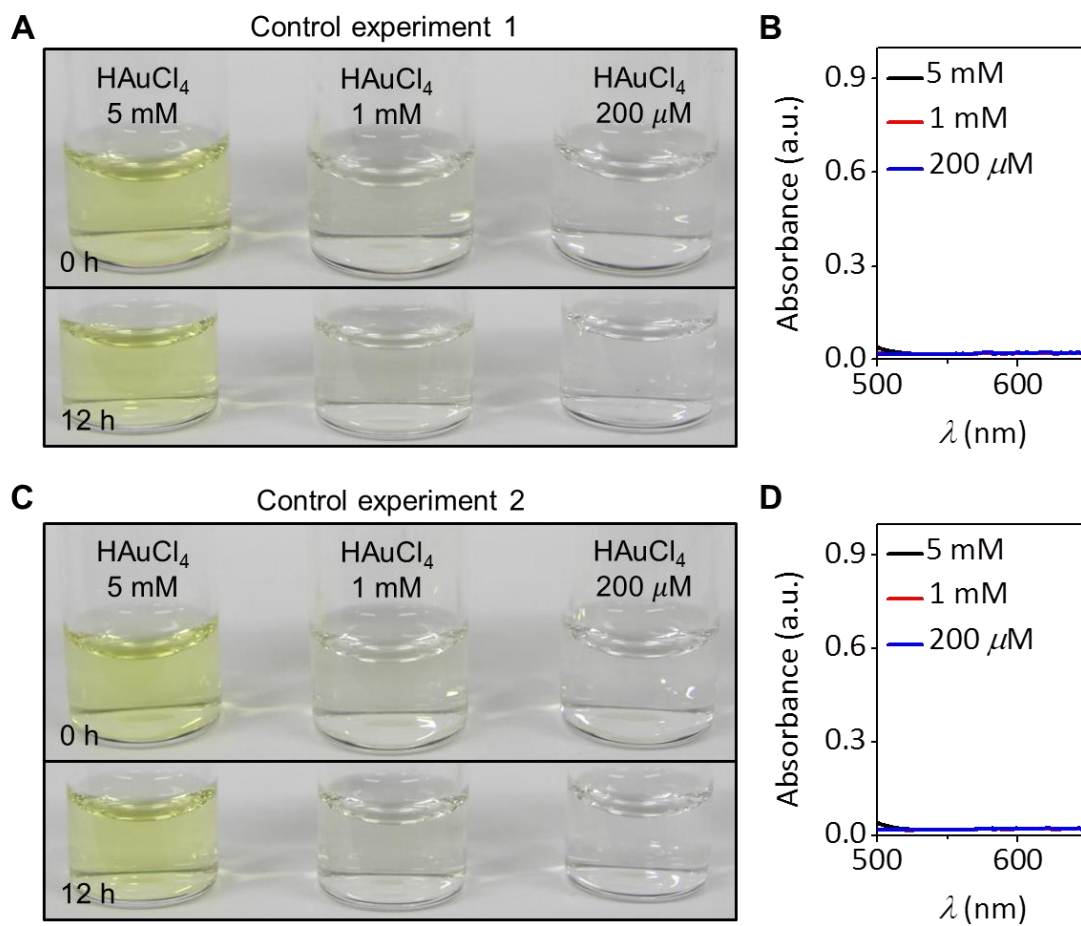 A
Control experiment 1
HAuCl₄
5 mM
HAuCl₄
1 mM
HAuCl₄
200 μM
0 h
12 h
B
Absorbance (a.u.)
0.9
0.6
0.3
0.0
5 mM
1 mM
200 μM
500
600
λ (nm)
C
Control experiment 2
HAuCl₄
5 mM
HAuCl₄
1 mM
HAuCl₄
200 μM
0 h
12 h
D
Absorbance (a.u.)
0.9
0.6
0.3
0.0
5 mM
1 mM
200 μM
500
600
λ (nm)